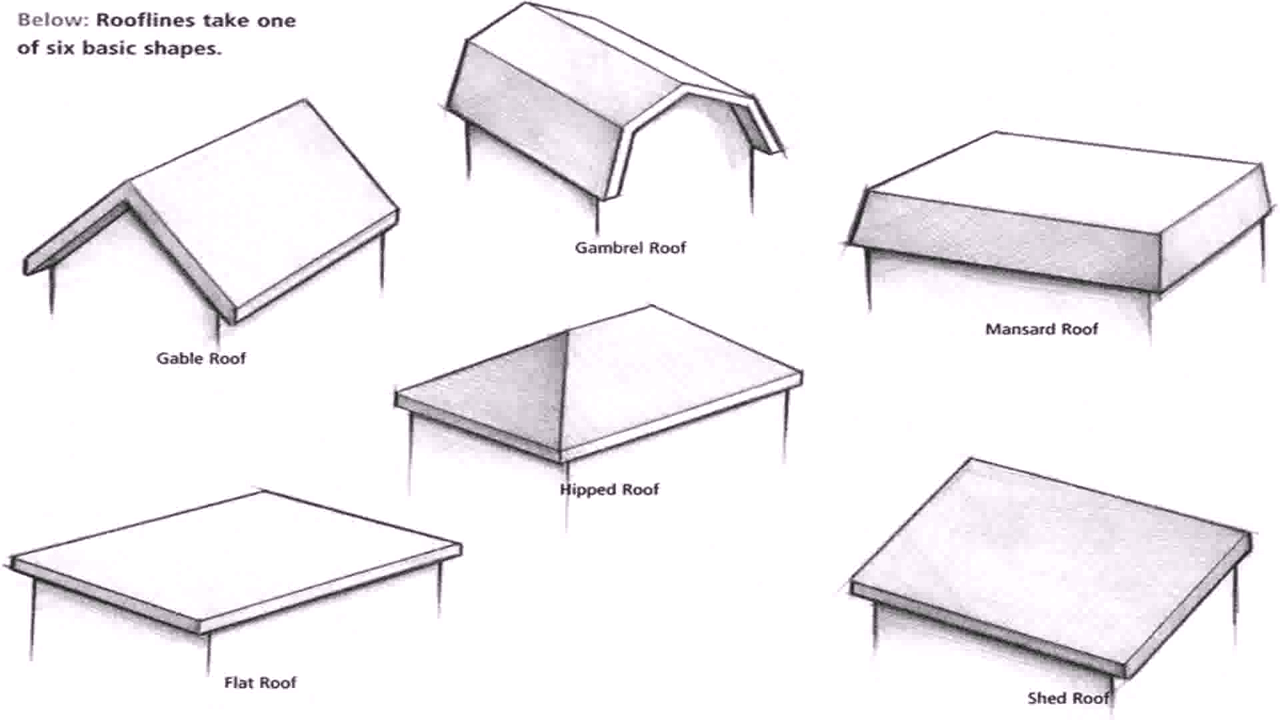 Below: Rooflines take one
of six basic shapes.
Gambrel Roof
Mansard Roof
Gable Roof
Hipped Roof
Flat Roof
Shed Roof